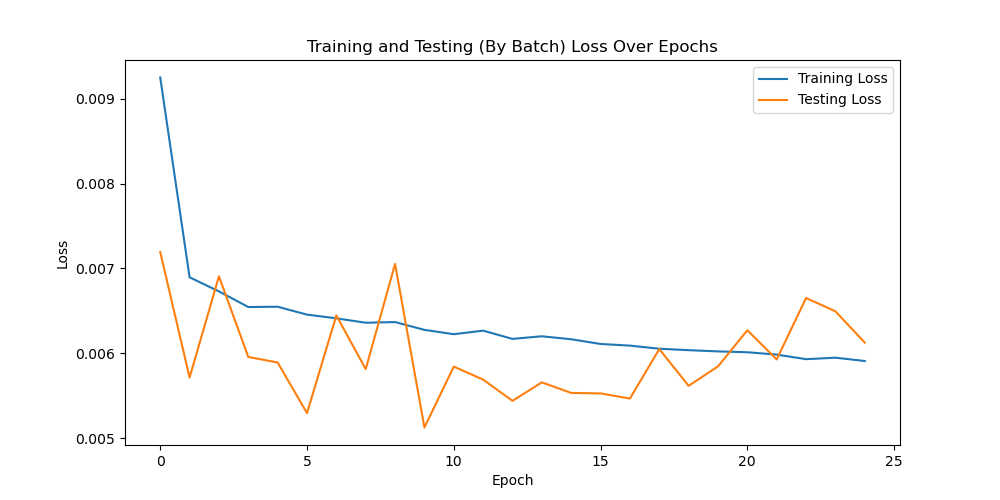 Training and Testing (By Batch) Loss Over Epochs
Training Loss
Testing Loss
0.009
0.008
0.007
0.006
0.005
Loss
0 5 10 15 20 25
Epoch